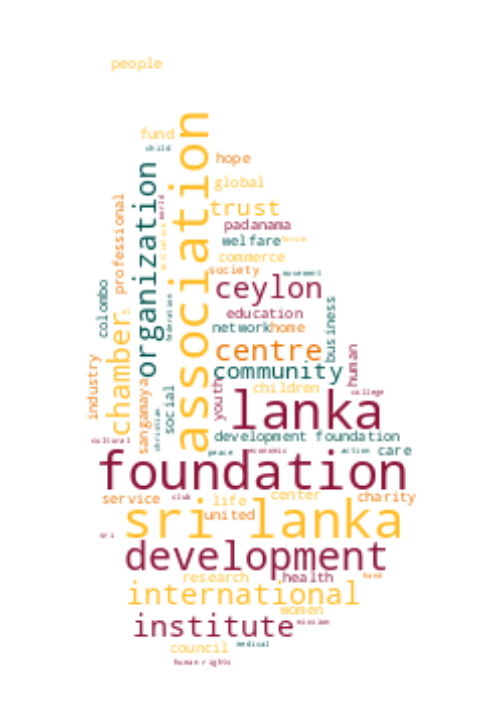 people
fund
child
hope
global
association
organization
world
professional
trust
padanama
welfare
forum
commerce
society
movement
ceylon
colombo
chamber
federation
education
network
home
business
centre
community
human
industry
sangamaya
social
christian
youth
children
college
lanka
cultural
development foundation
peace
economic
action
care
foundation
service
club
life
center
charity
sri lanka
united
sri
development
research
health
hand
international
women
institute
mission
council
medical
human rights